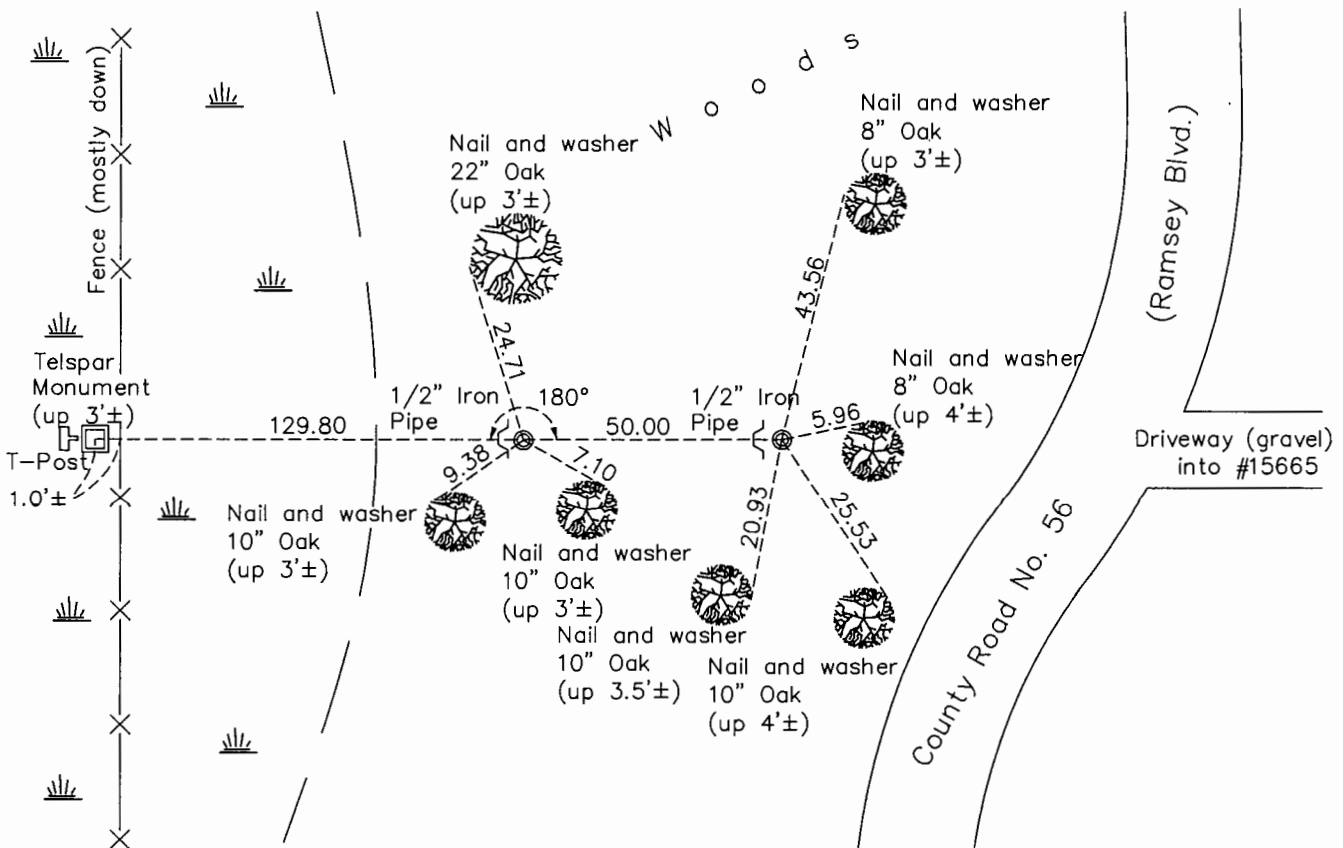 Fence (mostly down)
Woods
Nail and washer
22" Oak
(up 3'±)
Nail and washer
8" Oak
(up 3'±)
(Ramsey Blvd.)
24.71
43.56
Telspar
Monument
(up 3'±)
T-Post
1.0'±
129.80
1/2" Iron
Pipe
180°
50.00
1/2" Iron
Pipe
5.96
Nail and washer
8" Oak
(up 4'±)
Driveway (gravel)
into #15665
9.38
7.10
20.93
25.53
Nail and washer
10" Oak
(up 3'±)
Nail and washer
10" Oak
(up 3'±)
Nail and washer
10" Oak
(up 3.5'±)
Nail and washer
10" Oak
(up 4'±)
County Road No. 56